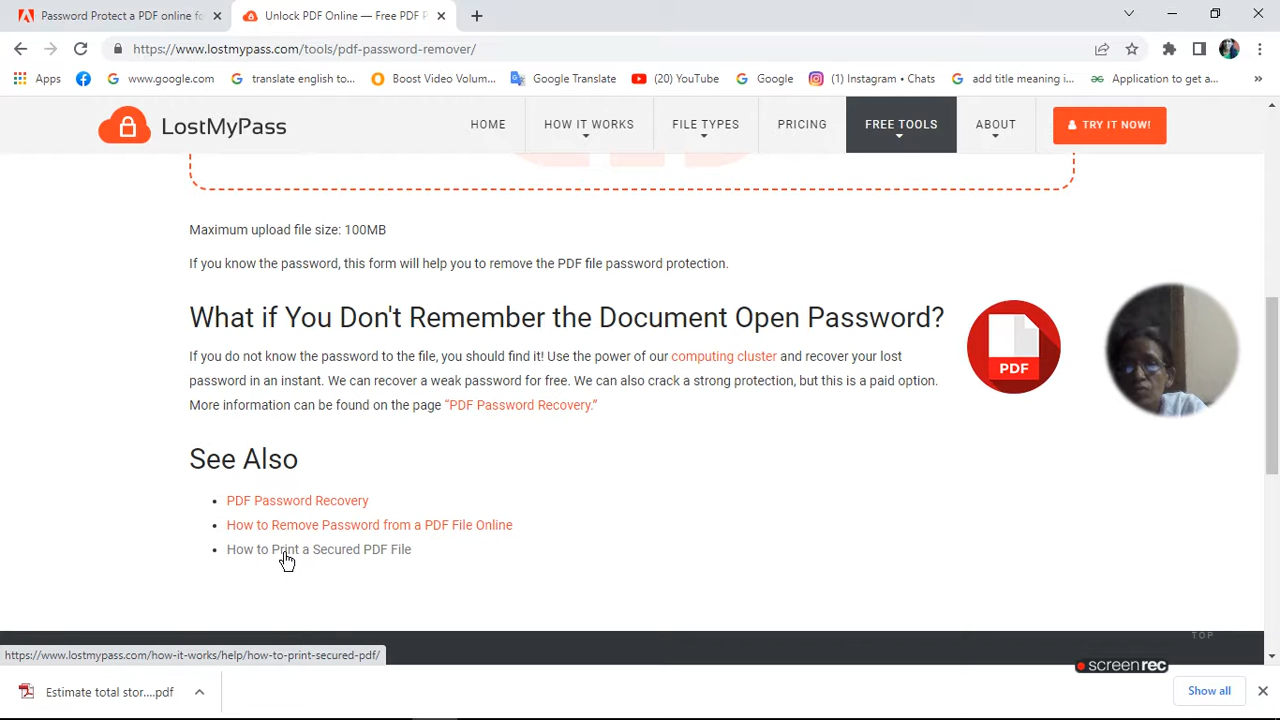 Password Protect a PDF online fo
Unlock PDF Online — Free PDF P
https://www.lostmypass.com/tools/pdf-password-remover/
Apps
www.google.com
translate english to...
Boost Video Volum...
Google Translate
(20) YouTube
Google
(1) Instagram • Chats
add title meaning i...
Application to get a...
»
LostMyPass
HOME
HOW IT WORKS
FILE TYPES
PRICING
FREE TOOLS
ABOUT
TRY IT NOW!
Maximum upload file size: 100MB
If you know the password, this form will help you to remove the PDF file password protection.
What if You Don't Remember the Document Open Password?
If you do not know the password to the file, you should find it! Use the power of our computing cluster and recover your lost
password in an instant. We can recover a weak password for free. We can also crack a strong protection, but this is a paid option.
More information can be found on the page “PDF Password Recovery.”
PDF
See Also
• PDF Password Recovery
• How to Remove Password from a PDF File Online
• How to Print a Secured PDF File
TOP
https://www.lostmypass.com/how-it-works/help/how-to-print-secured-pdf/
screenrec
Estimate total stor....pdf
Show all